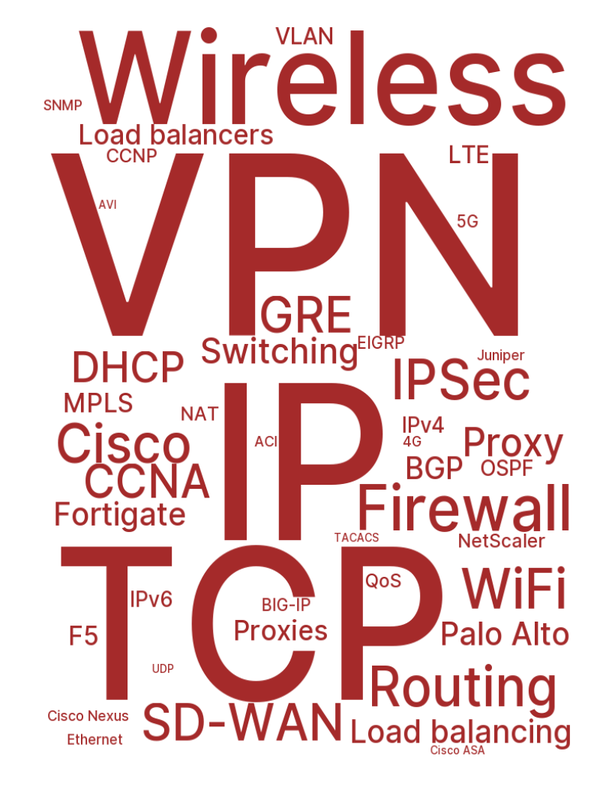 VLAN
Wireless
SNMP
Load balancers
CCNP
LTE
VPN
AVI
5G
GRE
EIGRP
Switching
Juniper
DHCP
IPSec
MPLS
NAT
IP
IPv4
Cisco
ACI
4G
Proxy
CCNA
BGP
OSPF
Fortigate
Firewall
TACACS
NetScaler
TCP
QoS
WiFi
IPv6
BIG-IP
F5
Proxies
Palo Alto
UDP
Routing
Cisco Nexus
SD-WAN
Load balancing
Ethernet
Cisco ASA